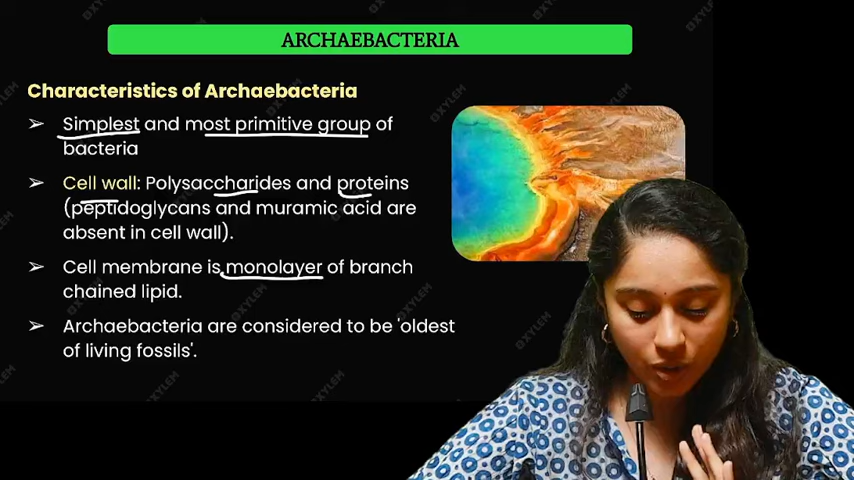 ARCHAEBACTERIA
Characteristics of Archaebacteria
➢ Simplest and most primitive group of
bacteria
➢ Cell wall: Polysaccharides and proteins
(peptidoglycans and muramic acid are
absent in cell wall).
➢ Cell membrane is monolayer of branch
chained lipid.
➢ Archaebacteria are considered to be 'oldest
of living fossils'.
OXYLEM